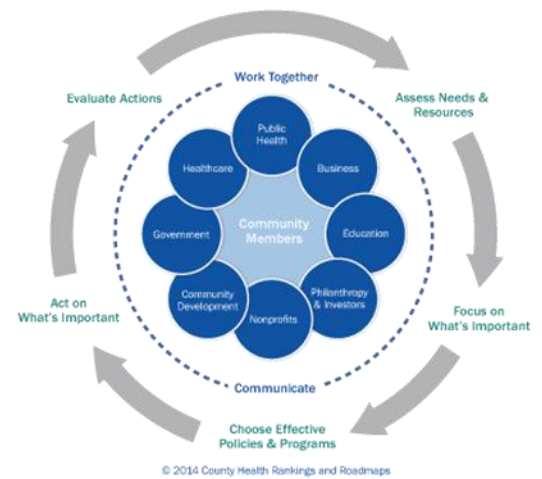 Work Together
Evaluate Actions
Assess Needs &
Resources
Public
Health
Healthcare
Business
Community
Members
Government
Education
Community
Development
Philanthropy
& Investors
Nonprofits
Act on
What's Important
Focus on
What's Important
Communicate
Choose Effective
Policies & Programs
© 2014 County Health Rankings and Roadmaps